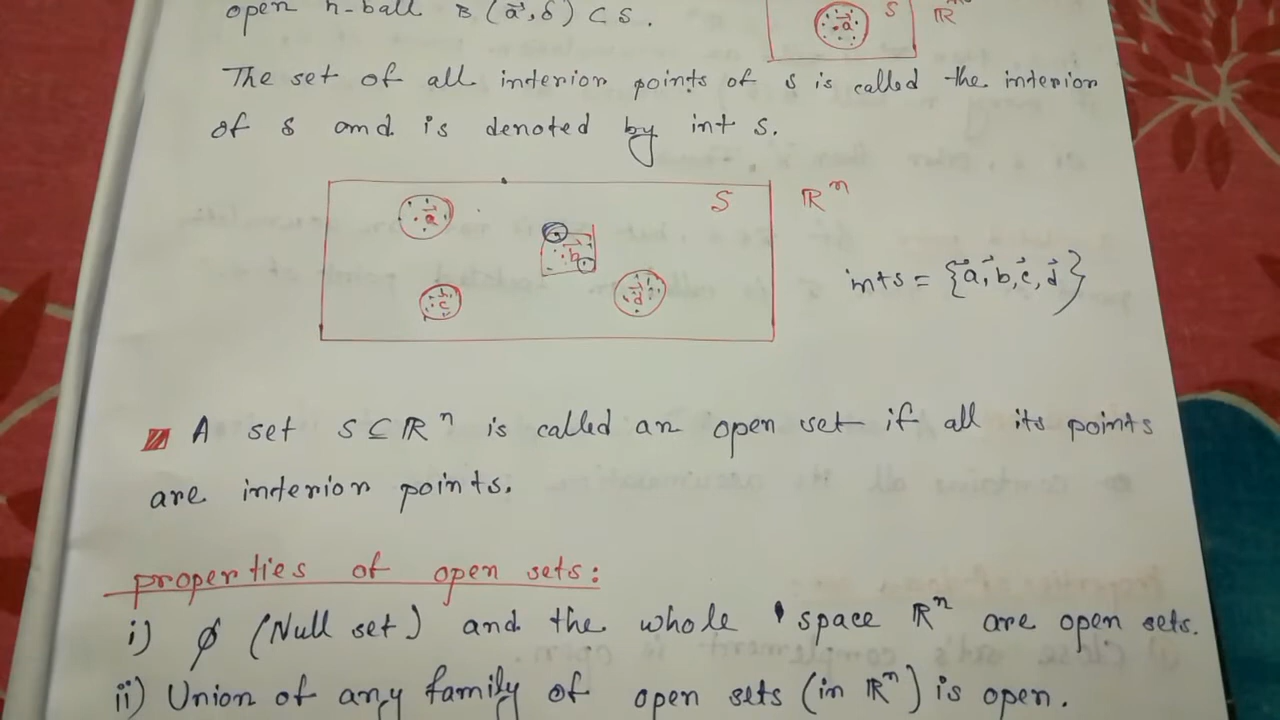 open n-ball B (a⃗, δ) ⊂ S.
a⃗ S ℝ
The set of all interior points of S is called the interior
of S and is denoted by int S.
S ℝⁿ
a⃗
b⃗
c⃗ d⃗
int S = {a⃗, b⃗, c⃗, d⃗}
A set S ⊆ ℝⁿ is called an open set if all its points
are interior points.
properties of open sets:
i) ϕ (Null set) and the whole space ℝⁿ are open sets.
ii) Union of any family of open sets (in ℝⁿ) is open.